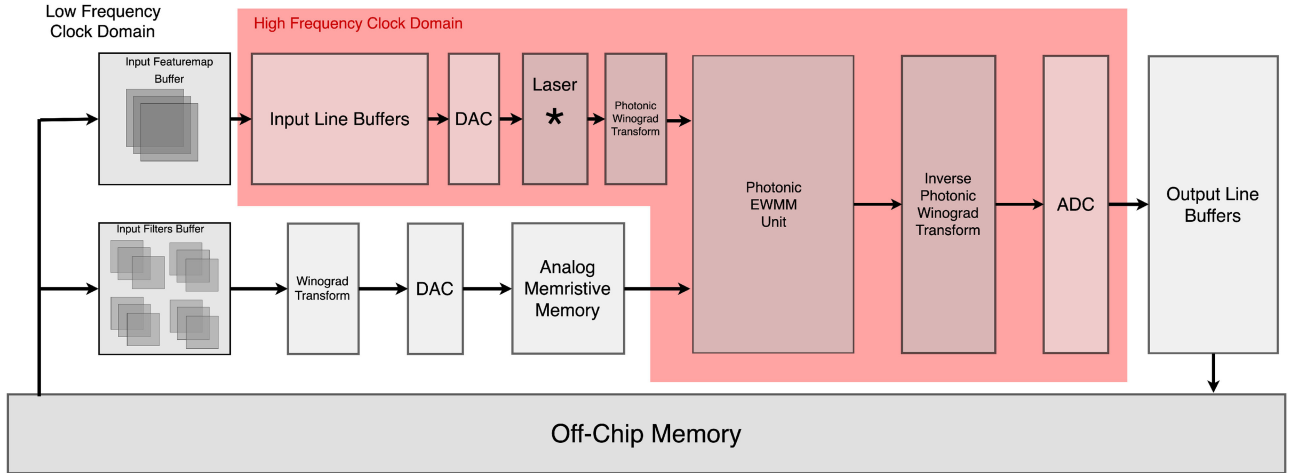 Low Frequency
Clock Domain
High Frequency Clock Domain
Input Featuremap
Buffer
Input Line Buffers
DAC
Laser
*
Photonic
Winograd
Transform
Photonic
EWMM
Unit
Inverse
Photonic
Winograd
Transform
ADC
Output Line
Buffers
Input Filters Buffer
Winograd
Transform
DAC
Analog
Memristive
Memory
Off-Chip Memory